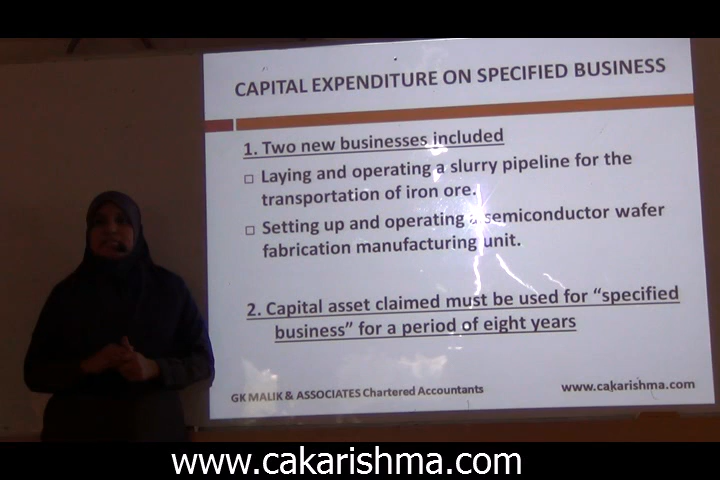 CAPITAL EXPENDITURE ON SPECIFIED BUSINESS
1. Two new businesses included
Laying and operating a slurry pipeline for the
transportation of iron ore.
Setting up and operating a semiconductor wafer
fabrication manufacturing unit.
2. Capital asset claimed must be used for “specified
business” for a period of eight years
GK MALIK & ASSOCIATES Chartered Accountants
www.cakarishma.com
www.cakarishma.com